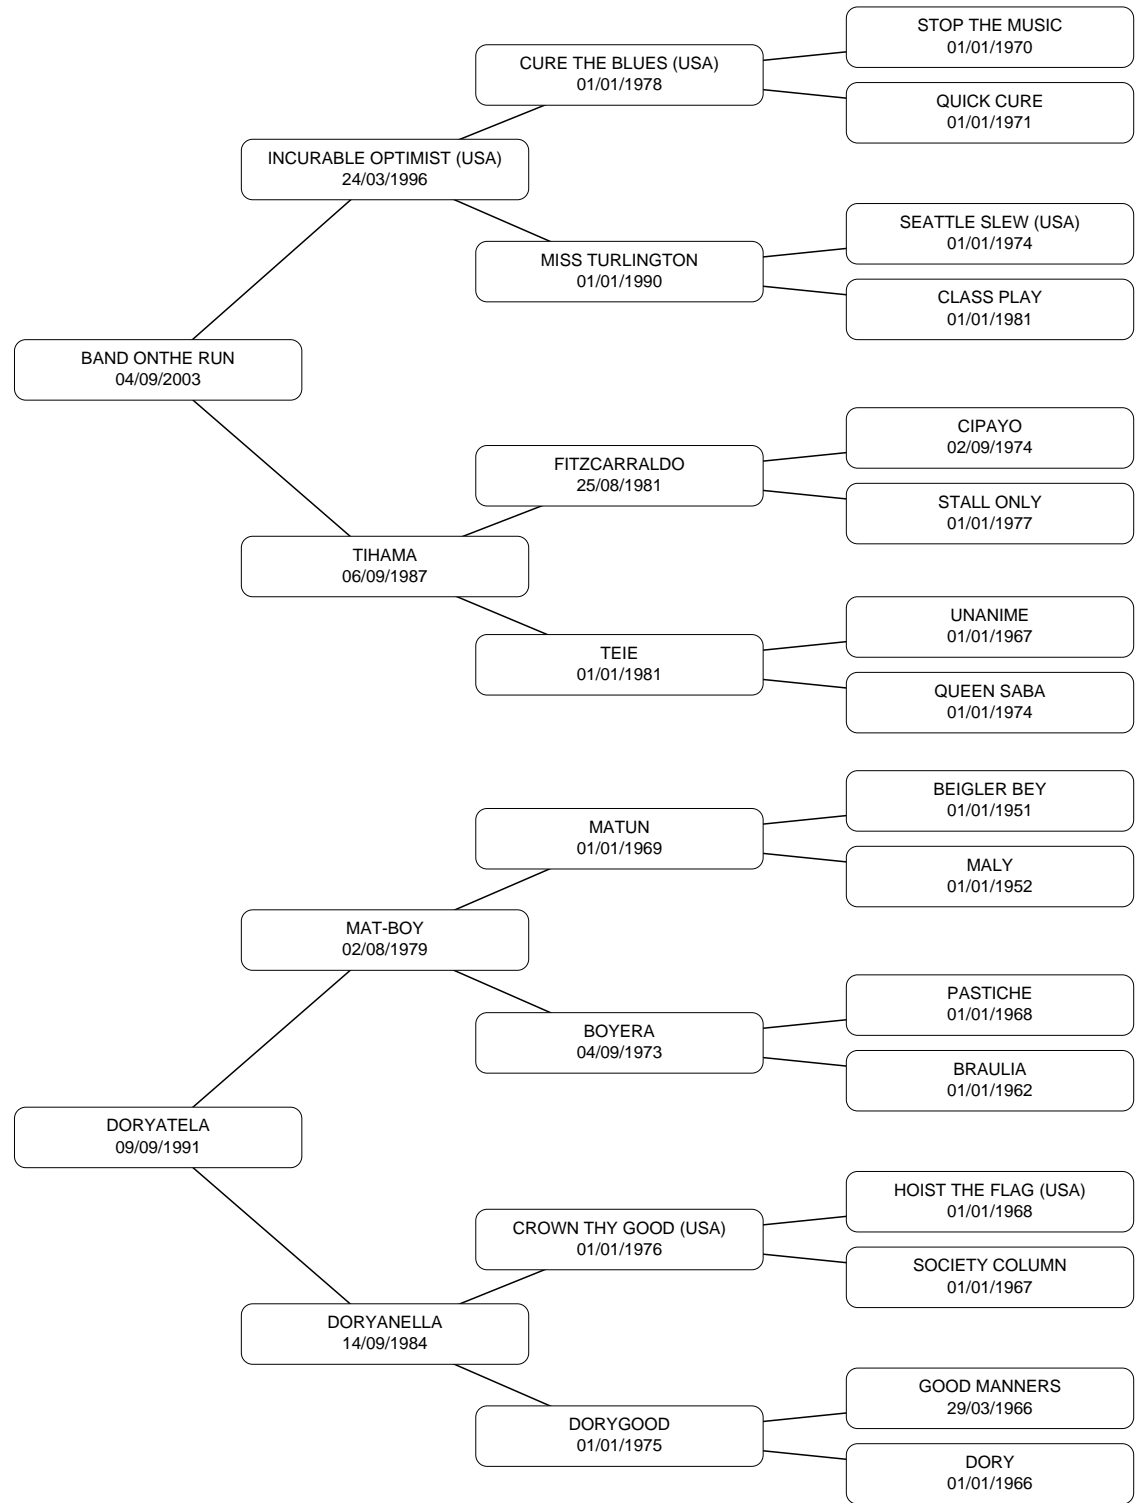 STOP THE MUSIC
01/01/1970
CURE THE BLUES (USA)
01/01/1978
QUICK CURE
01/01/1971
INCURABLE OPTIMIST (USA)
24/03/1996
SEATTLE SLEW (USA)
01/01/1974
MISS TURLINGTON
01/01/1990
CLASS PLAY
01/01/1981
BAND ONTHE RUN
04/09/2003
CIPAYO
02/09/1974
FITZCARRALDO
25/08/1981
STALL ONLY
01/01/1977
TIHAMA
06/09/1987
UNANIME
01/01/1967
TEIE
01/01/1981
QUEEN SABA
01/01/1974
BEIGLER BEY
01/01/1951
MATUN
01/01/1969
MALY
01/01/1952
MAT-BOY
02/08/1979
PASTICHE
01/01/1968
BOYERA
04/09/1973
BRAULIA
01/01/1962
DORYATELA
09/09/1991
HOIST THE FLAG (USA)
01/01/1968
CROWN THY GOOD (USA)
01/01/1976
SOCIETY COLUMN
01/01/1967
DORYANELLA
14/09/1984
GOOD MANNERS
29/03/1966
DORYGOOD
01/01/1975
DORY
01/01/1966